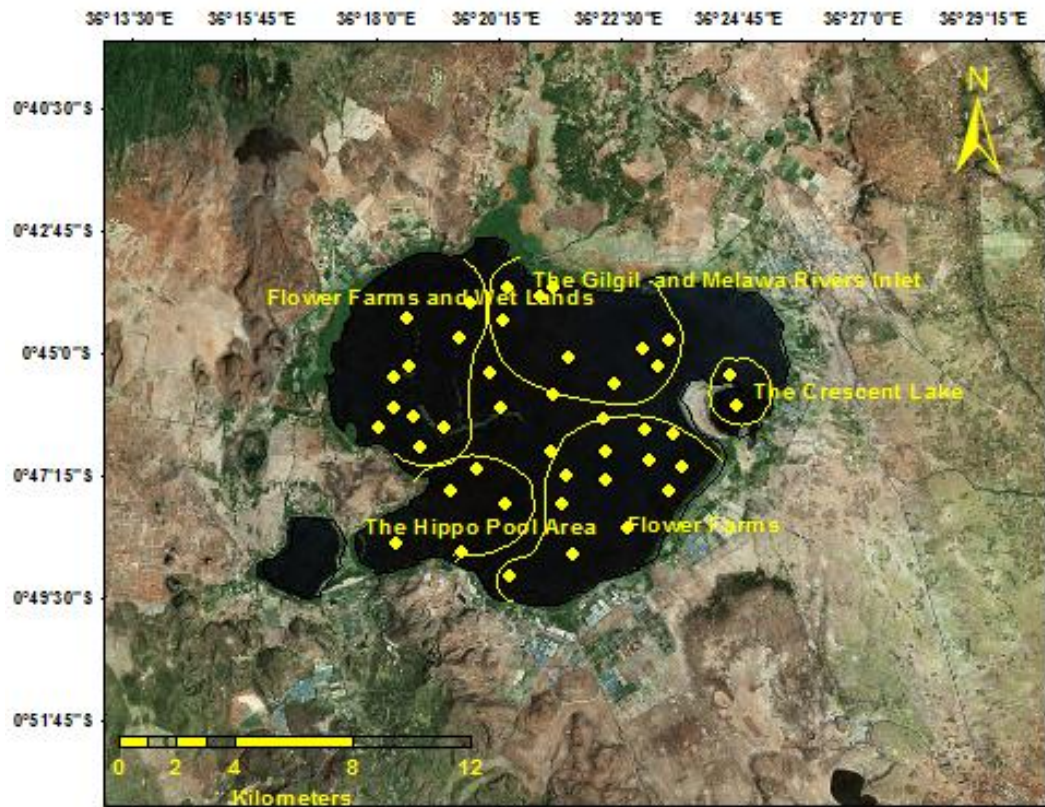 36°13'30"E 36°15'45"E 36°18'0"E 36°20'15"E 36°22'30"E 36°24'45"E 36°27'0"E 36°29'15"E
N
0°40'30"S
0°42'45"S
The Gilgil -and Melawa Rivers Inlet
Flower Farms and Wet Lands
0°45'0"S
The Crescent Lake
0°47'15"S
The Hippo Pool Area
Flower Farms
0°49'30"S
0°51'45"S
0 2 4 8 12
Kilometers